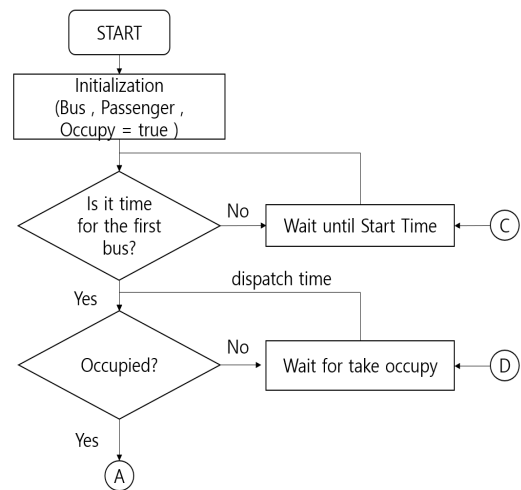 START
Initialization
(Bus , Passenger ,
Occupy = true )
Is it time
for the first
bus?
No
Wait until Start Time
C
Yes
dispatch time
Occupied?
No
Wait for take occupy
D
Yes
A